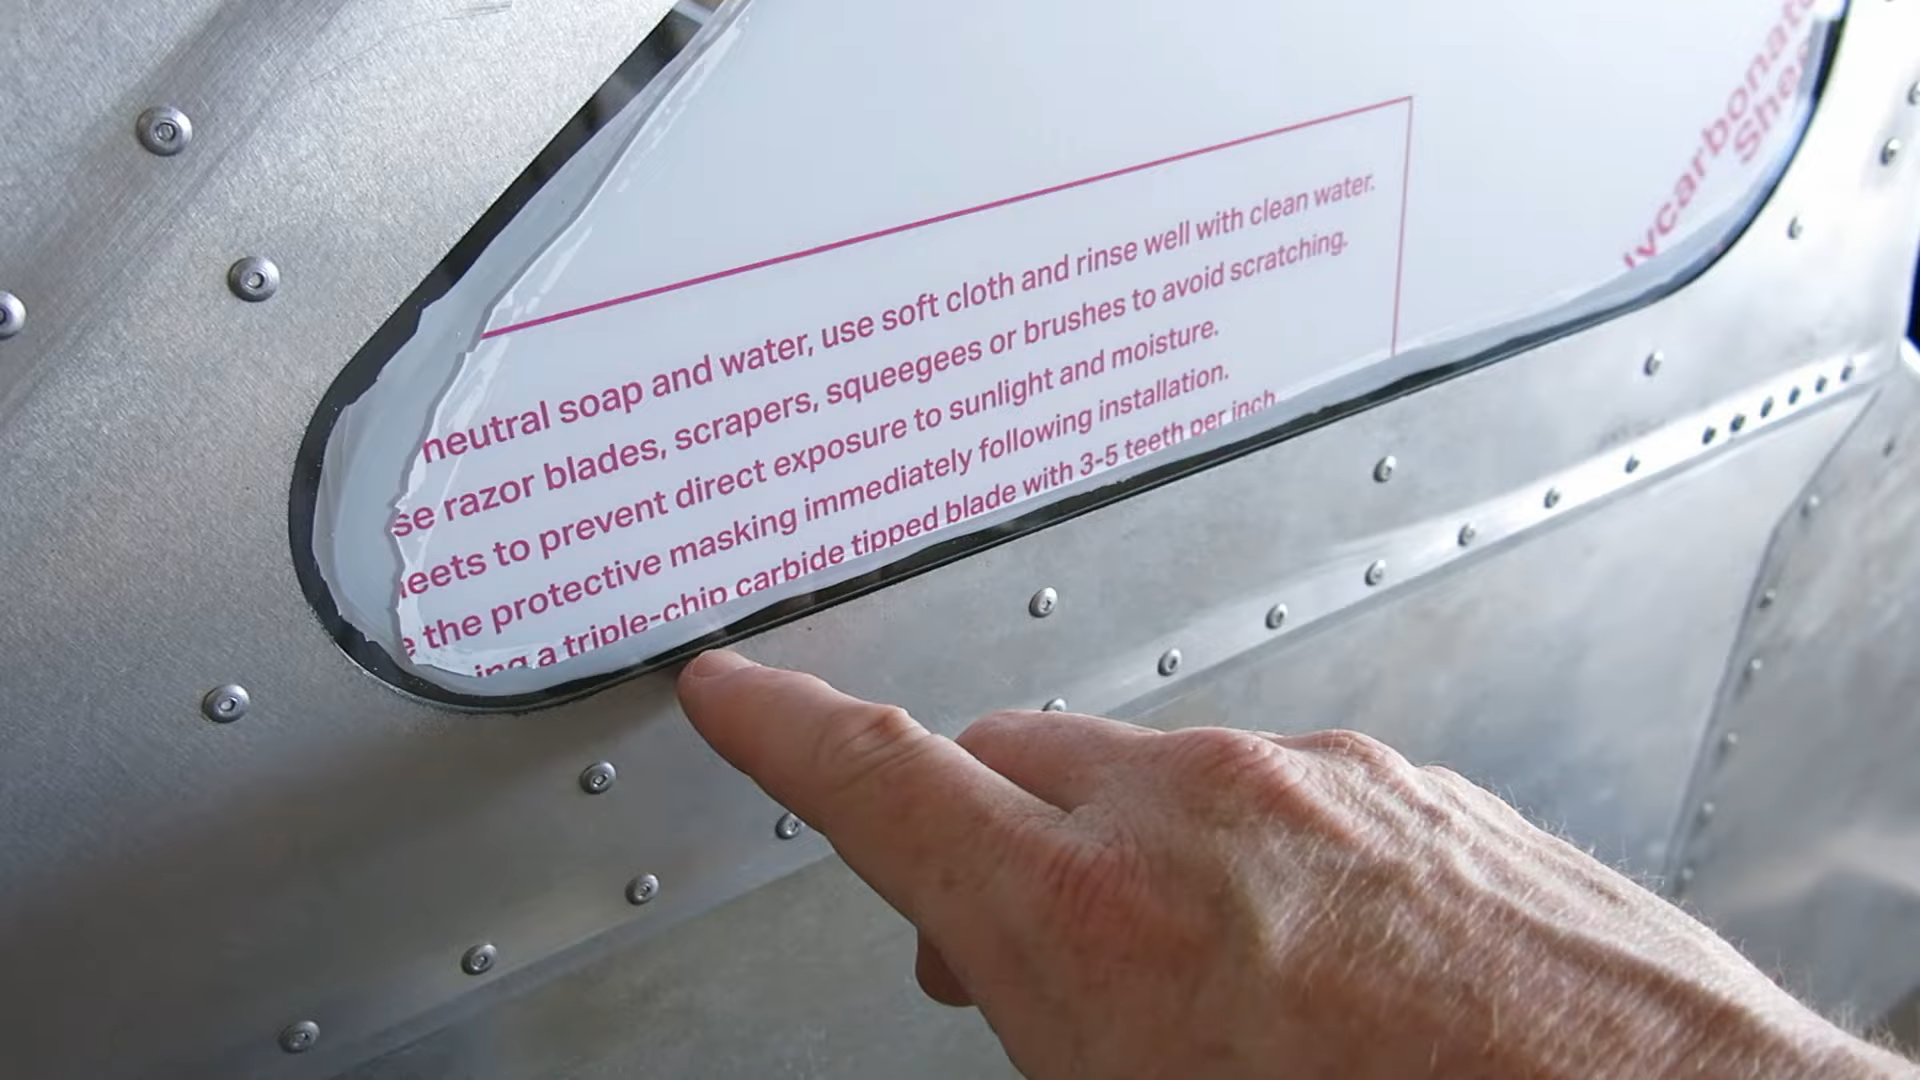 neutral soap and water, use soft cloth and rinse well with clean water.
se razor blades, scrapers, squeegees or brushes to avoid scratching.
eets to prevent direct exposure to sunlight and moisture.
e the protective masking immediately following installation.
ing a triple-chip carbide tipped blade with 3-5 teeth per inch
lycarbonate
Shee